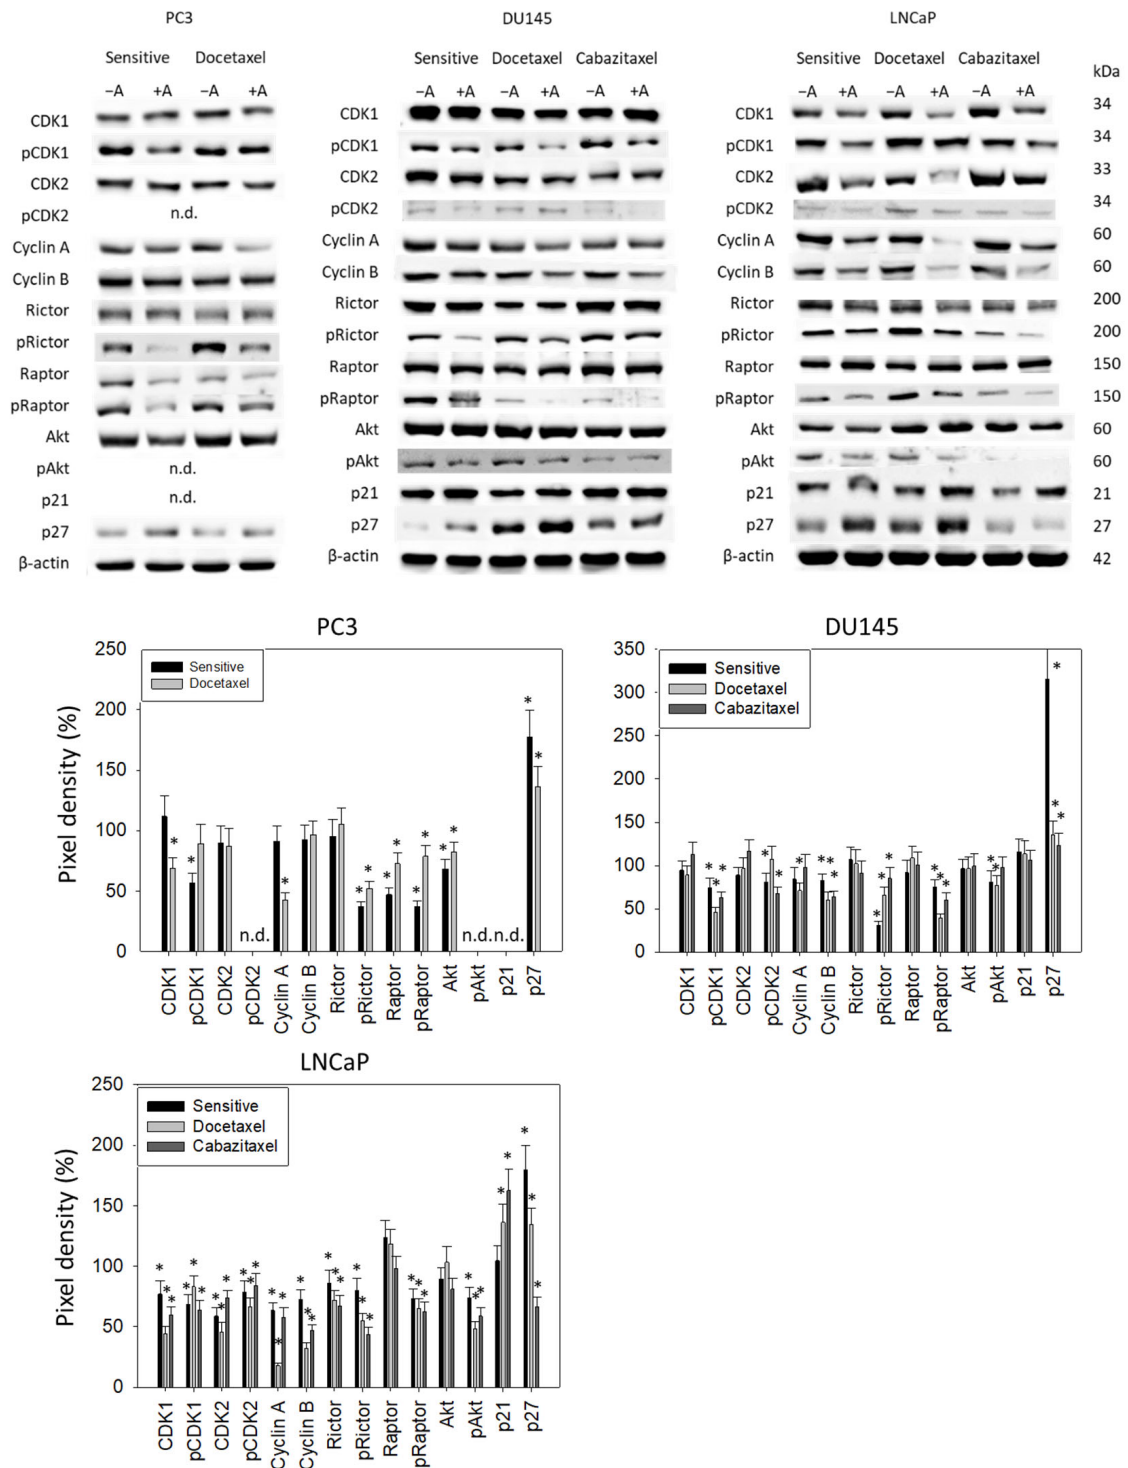 PC3 DU145 LNCaP
Sensitive Docetaxel Sensitive Docetaxel Cabazitaxel Sensitive Docetaxel Cabazitaxel
kDa
−A +A −A +A −A +A −A +A −A +A −A +A −A +A −A +A
CDK1 CDK1 CDK1 34
pCDK1 pCDK1 pCDK1 34
CDK2 CDK2 CDK2 33
pCDK2 n.d. pCDK2 pCDK2 34
Cyclin A Cyclin A Cyclin A 60
Cyclin B Cyclin B Cyclin B 60
Rictor Rictor Rictor 200
pRictor pRictor pRictor 200
Raptor Raptor Raptor 150
pRaptor pRaptor pRaptor 150
Akt Akt Akt 60
pAkt n.d. pAkt pAkt 60
p21 n.d. p21 p21 21
p27 p27 p27 27
β-actin β-actin β-actin 42
PC3
Pixel density (%)
250
200
150
100
50
0
Sensitive
Docetaxel
* * * * * * * * * * * * *
n.d. n.d. n.d.
CDK1 pCDK1 CDK2 pCDK2 Cyclin A Cyclin B Rictor pRictor Raptor pRaptor Akt pAkt p21 p27
DU145
350
300
250
200
150
100
50
0
Sensitive
Docetaxel
Cabazitaxel
CDK1 pCDK1 CDK2 pCDK2 Cyclin A Cyclin B Rictor pRictor Raptor pRaptor Akt pAkt p21 p27
LNCaP
Pixel density (%)
250
200
150
100
50
0
Sensitive
Docetaxel
Cabazitaxel
CDK1 pCDK1 CDK2 pCDK2 Cyclin A Cyclin B Rictor pRictor Raptor pRaptor Akt pAkt p21 p27